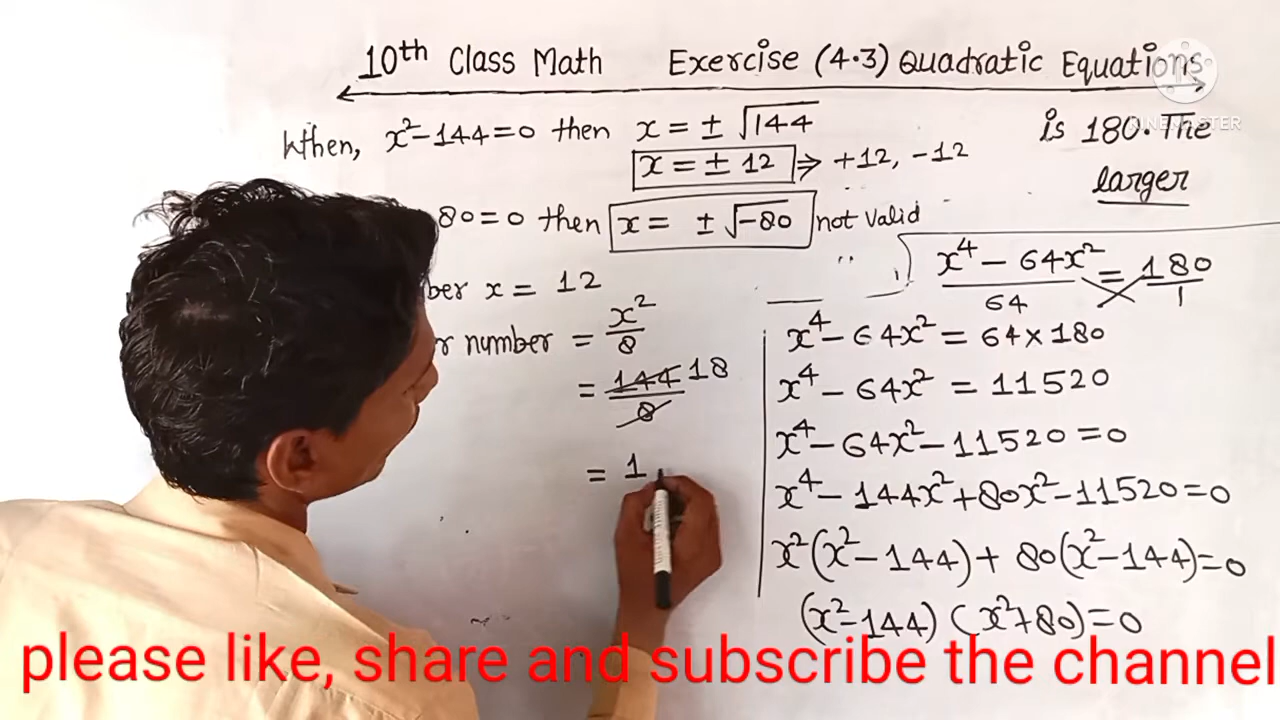 10th Class Math Exercise (4.3) Quadratic Equations
When, x²-144=0 then x = ± √144
is 180. The
x = ± 12 ⇒ +12, -12
larger
80=0 then x = ± √-80 not valid
x⁴ - 64x² / 64 = 180 / 1
ber x = 12
r number = x² / 8
x⁴ - 64x² = 64×180
= 144 / 8 18
x⁴ - 64x² = 11520
x⁴ - 64x² - 11520 = 0
= 1
x⁴ - 144x² + 80x² - 11520 = 0
x²(x² - 144) + 80(x² - 144) = 0
(x² - 144) (x² + 80) = 0
please like, share and subscribe the channel